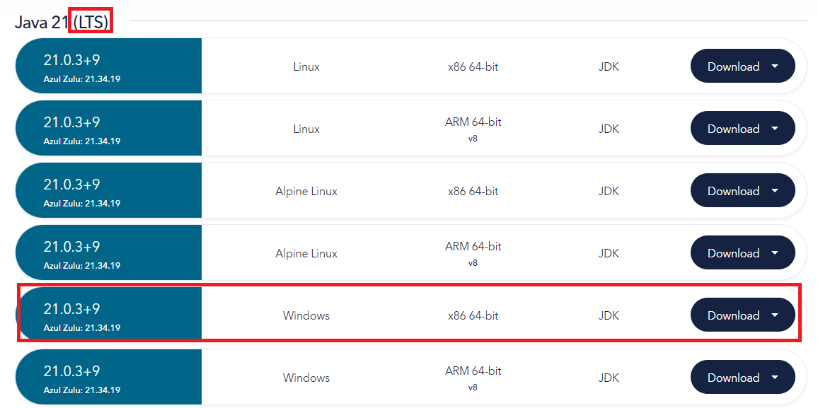 Java 21 (LTS)
21.0.3+9
Azul Zulu: 21.34.19
Linux
x86 64-bit
JDK
Download
21.0.3+9
Azul Zulu: 21.34.19
Linux
ARM 64-bit
v8
JDK
Download
21.0.3+9
Azul Zulu: 21.34.19
Alpine Linux
x86 64-bit
JDK
Download
21.0.3+9
Azul Zulu: 21.34.19
Alpine Linux
ARM 64-bit
v8
JDK
Download
21.0.3+9
Azul Zulu: 21.34.19
Windows
x86 64-bit
JDK
Download
21.0.3+9
Azul Zulu: 21.34.19
Windows
ARM 64-bit
v8
JDK
Download